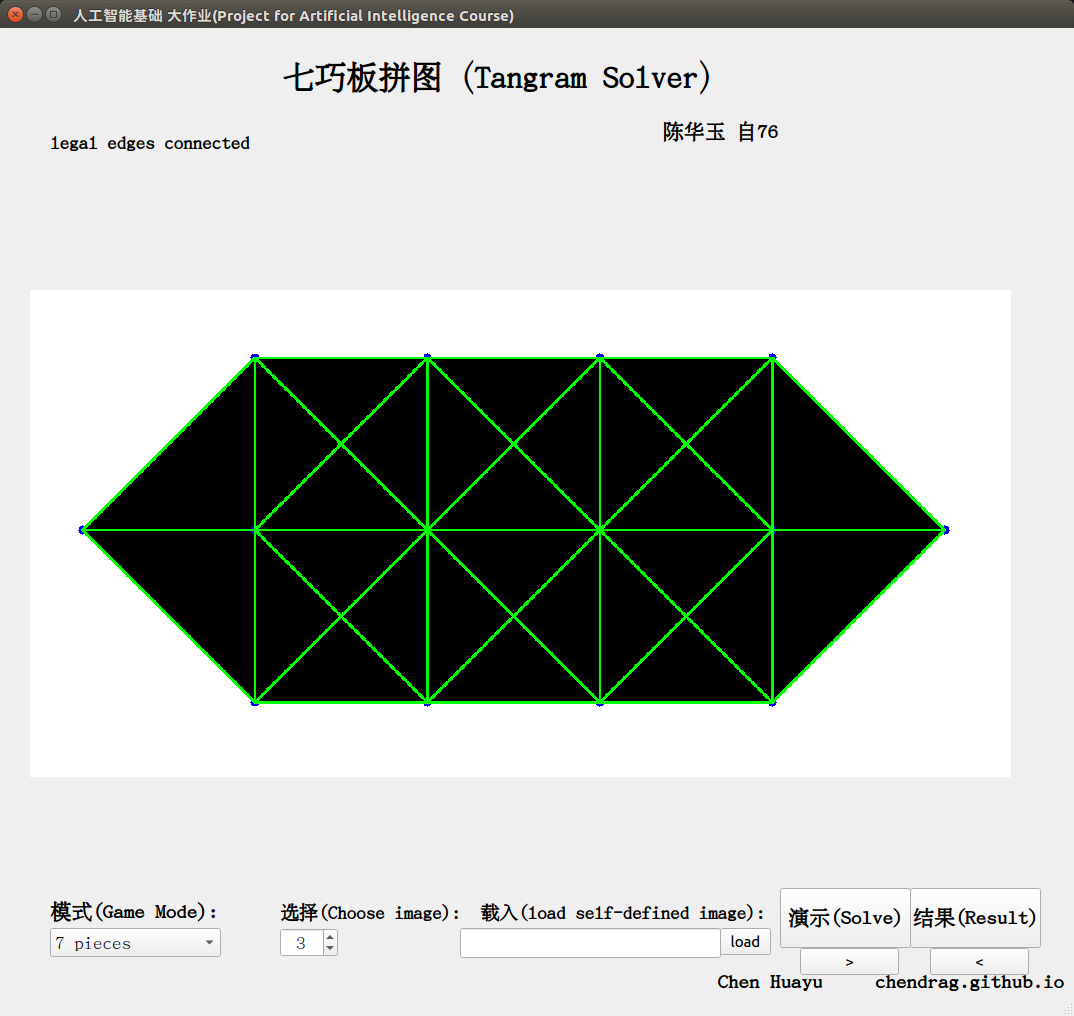 人工智能基础 大作业(Project for Artificial Intelligence Course)
七巧板拼图 (Tangram Solver)
陈华玉 自76
legal edges connected
模式(Game Mode):
选择(Choose image):
载入(load self-defined image):
演示(Solve)
结果(Result)
7 pieces
3
load
>
<
Chen Huayu
chendrag.github.io